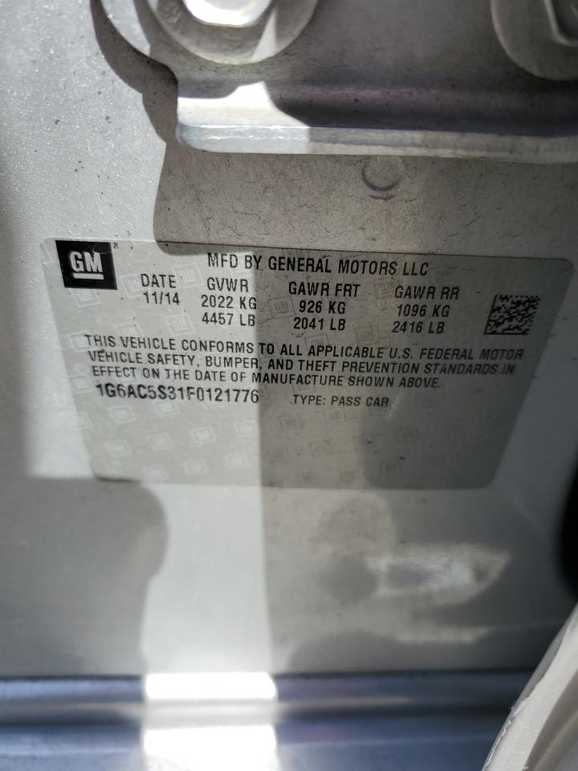 GM
MFD BY GENERAL MOTORS LLC
DATE GVWR GAWR FRT GAWR RR
11/14 2022 KG 926 KG 1096 KG
4457 LB 2041 LB 2416 LB
THIS VEHICLE CONFORMS TO ALL APPLICABLE U.S. FEDERAL MOTOR
VEHICLE SAFETY, BUMPER, AND THEFT PREVENTION STANDARDS IN
EFFECT ON THE DATE OF MANUFACTURE SHOWN ABOVE.
1G6AC5S31F0121776 TYPE: PASS CAR